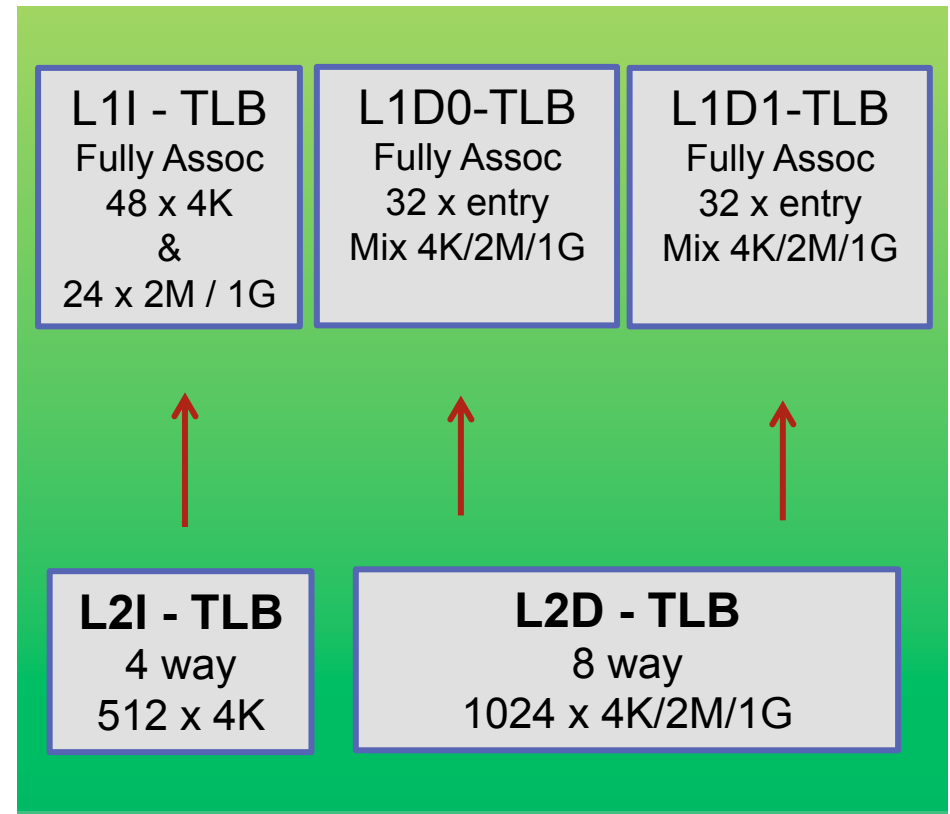 L1I - TLB
Fully Assoc
48 x 4K
&
24 x 2M / 1G
L1D0-TLB
Fully Assoc
32 x entry
Mix 4K/2M/1G
L1D1-TLB
Fully Assoc
32 x entry
Mix 4K/2M/1G
L2I - TLB
4 way
512 x 4K
L2D - TLB
8 way
1024 x 4K/2M/1G